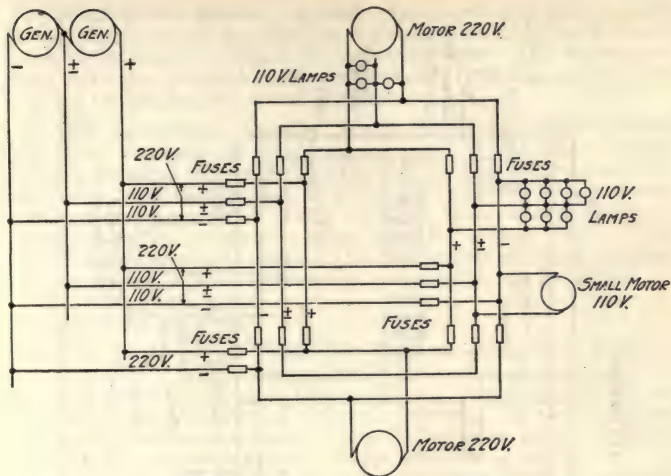 GEN. GEN.
- ± +
MOTOR 220V.
110V. LAMPS
220V.
FUSES
FUSES
+
110V.
±
110V.
-
110V.
LAMPS
+ ± -
220V.
+
110V.
±
110V.
-
SMALL MOTOR
110V.
- ± +
FUSES
FUSES
+
220V.
-
MOTOR 220V.